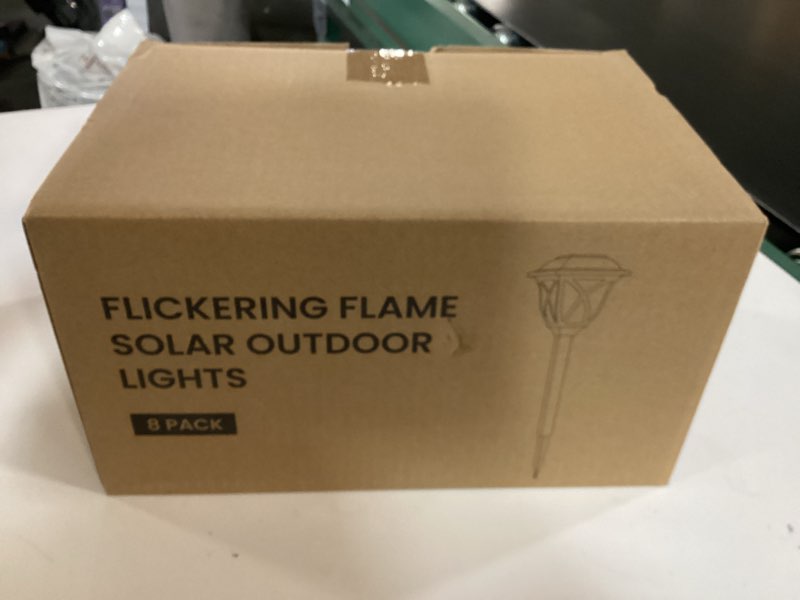 FLICKERING FLAME
SOLAR OUTDOOR
LIGHTS
8 PACK